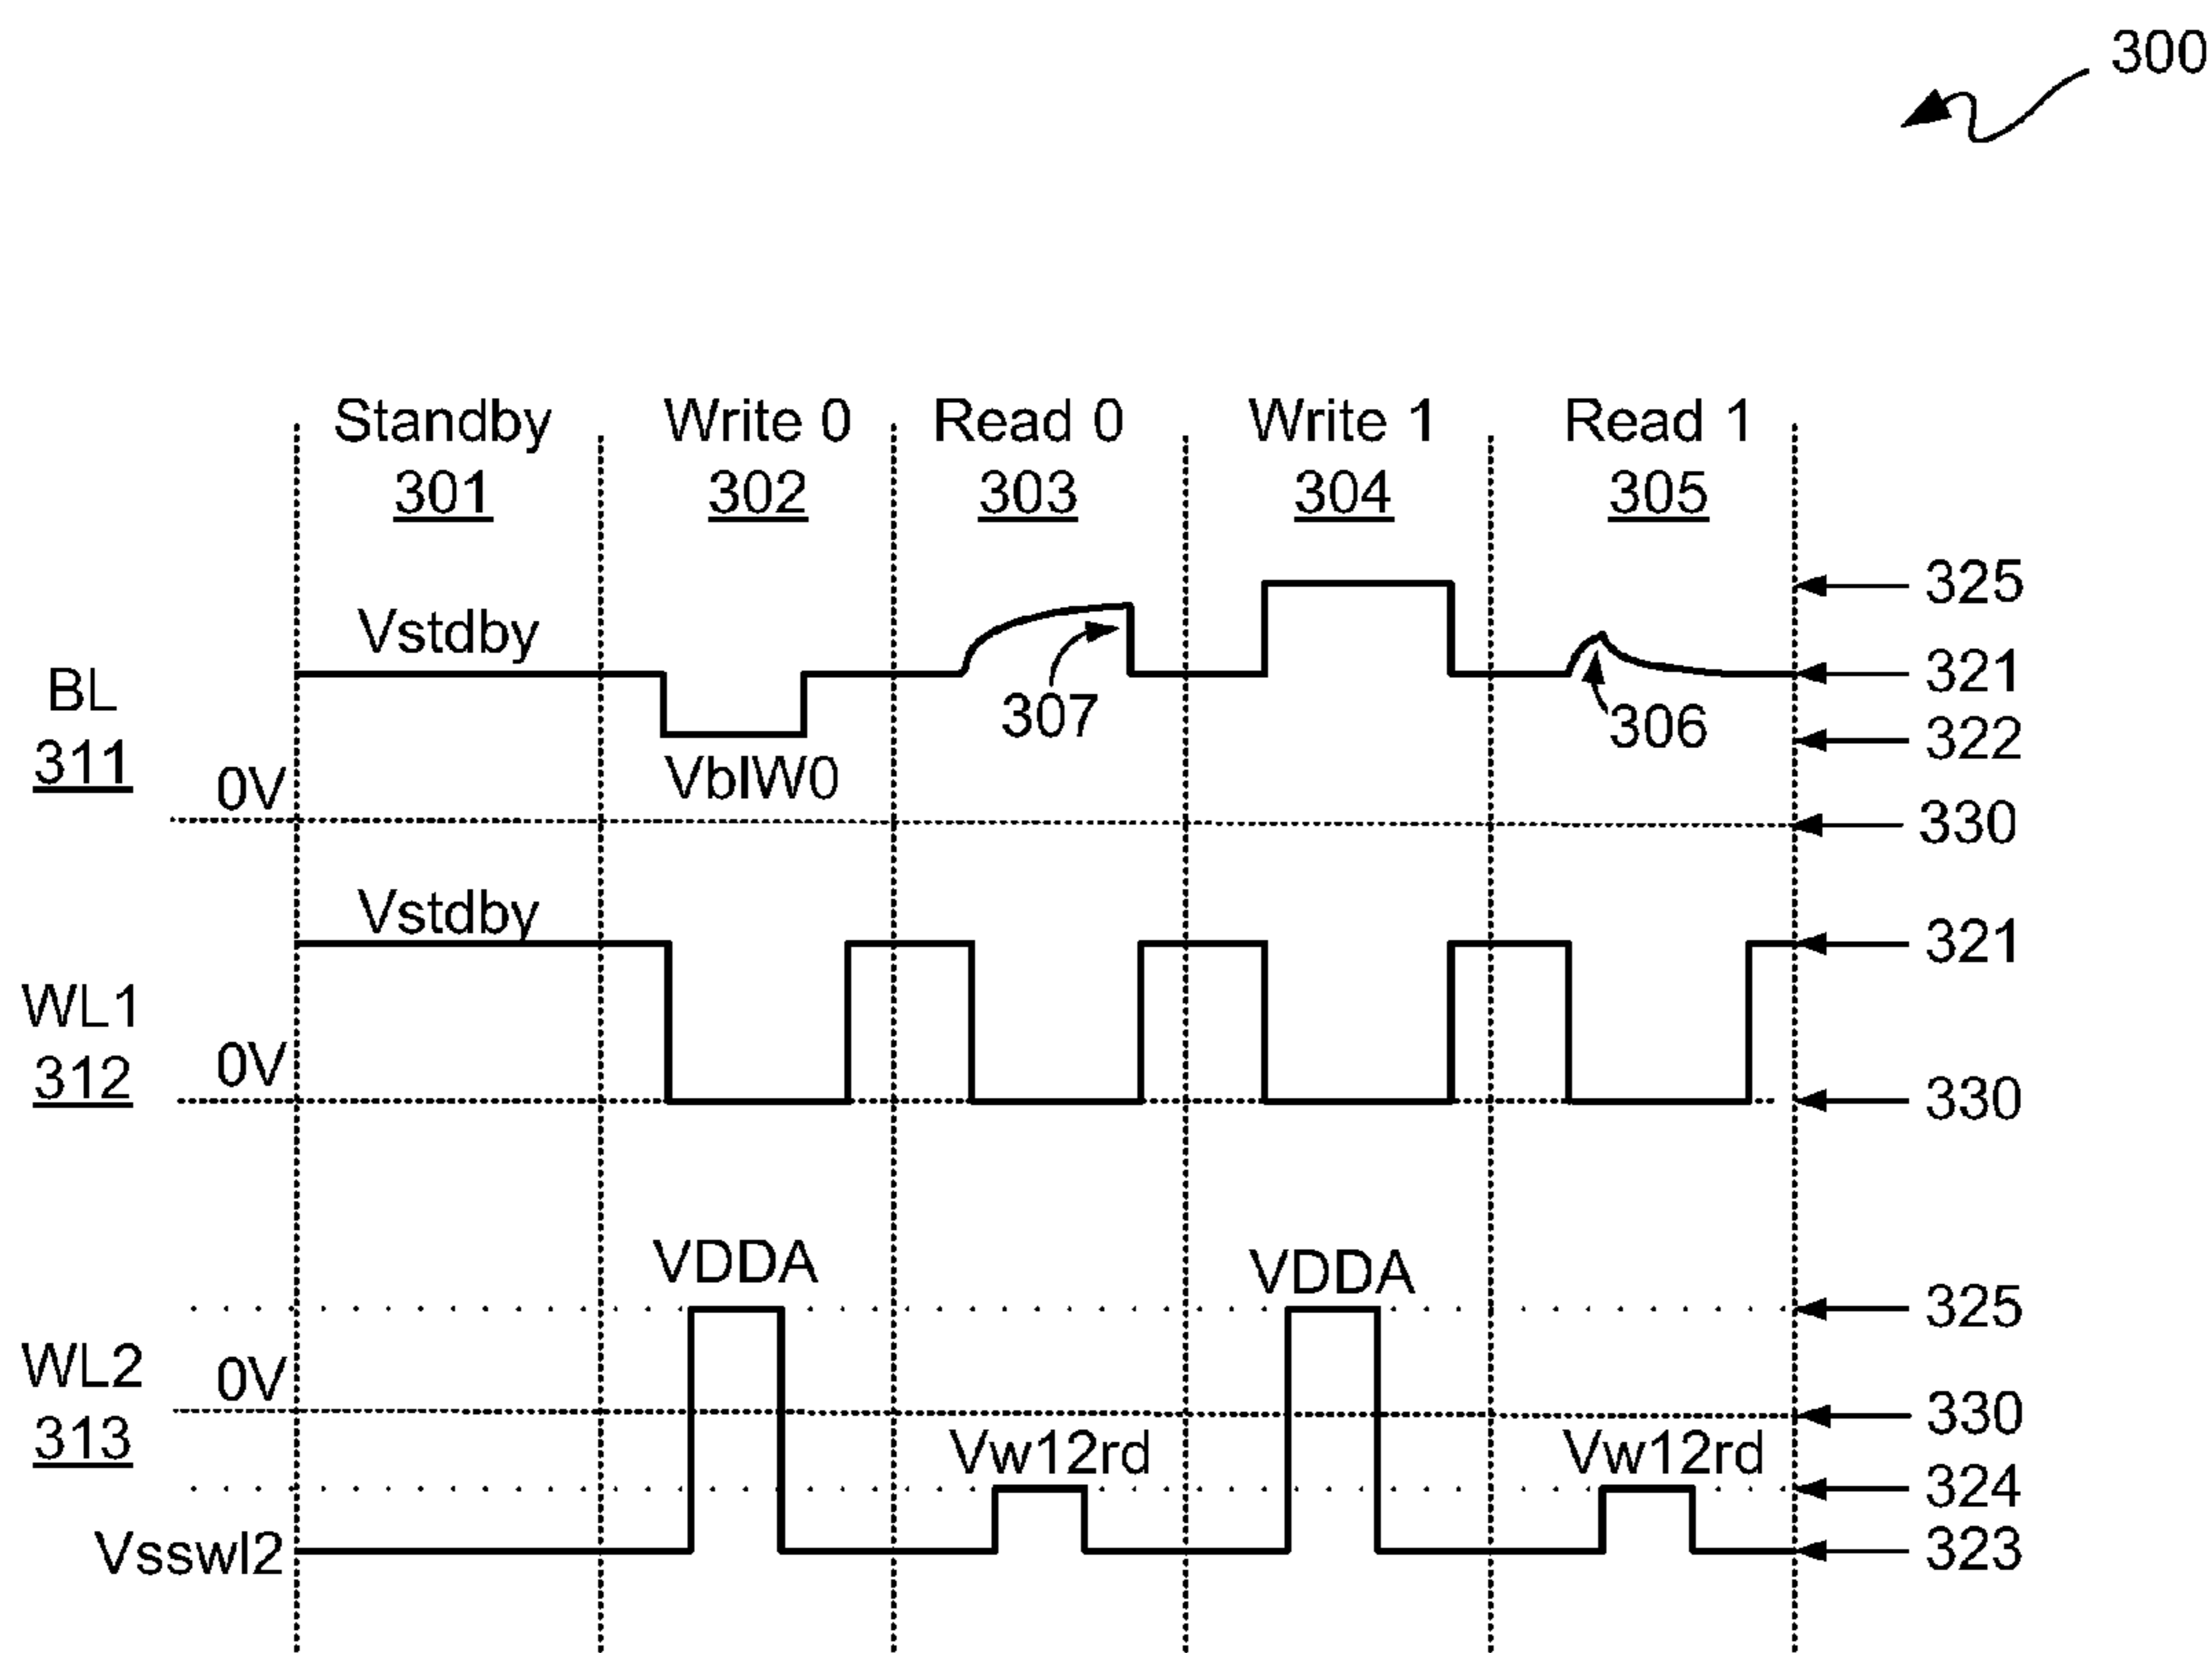 300
Standby Write 0 Read 0 Write 1 Read 1
301 302 303 304 305
325
Vstdby
BL 321
307 306 322
311 VblW0
0V 330
Vstdby 321
WL1
312 0V 330
VDDA VDDA
325
WL2 0V
313 330
Vw12rd Vw12rd
324
Vsswl2 323